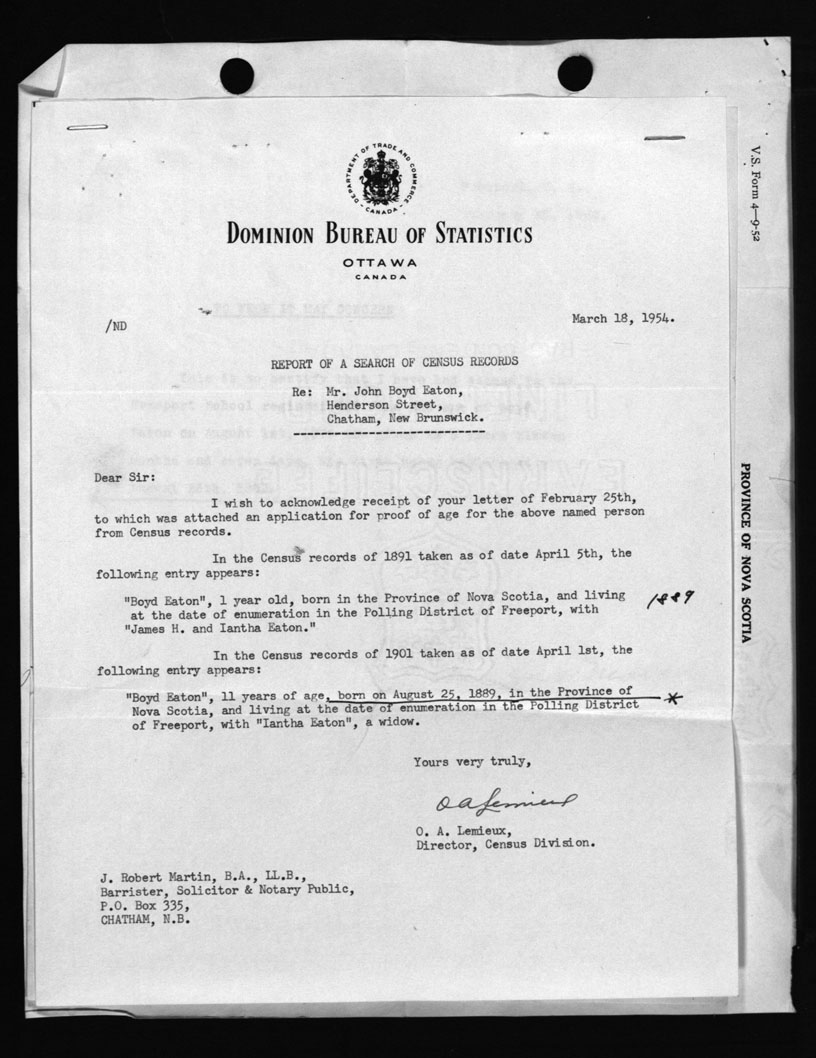 DEPARTMENT OF TRADE AND COMMERCE
- CANADA -
DOMINION BUREAU OF STATISTICS
OTTAWA
CANADA
/ND
March 18, 1954.
REPORT OF A SEARCH OF CENSUS RECORDS
Re: Mr. John Boyd Eaton,
Henderson Street,
Chatham, New Brunswick.
Dear Sir:
I wish to acknowledge receipt of your letter of February 25th,
to which was attached an application for proof of age for the above named person
from Census records.
In the Census records of 1891 taken as of date April 5th, the
following entry appears:
"Boyd Eaton", 1 year old, born in the Province of Nova Scotia, and living
at the date of enumeration in the Polling District of Freeport, with
"James H. and Iantha Eaton."
1889
In the Census records of 1901 taken as of date April 1st, the
following entry appears:
"Boyd Eaton", 11 years of age, born on August 25, 1889, in the Province of
Nova Scotia, and living at the date of enumeration in the Polling District
of Freeport, with "Iantha Eaton", a widow.
Yours very truly,
O A Lemieux
O. A. Lemieux,
Director, Census Division.
J. Robert Martin, B.A., LL.B.,
Barrister, Solicitor & Notary Public,
P.O. Box 335,
CHATHAM, N.B.
V.S. Form 4—9-52
PROVINCE OF NOVA SCOTIA